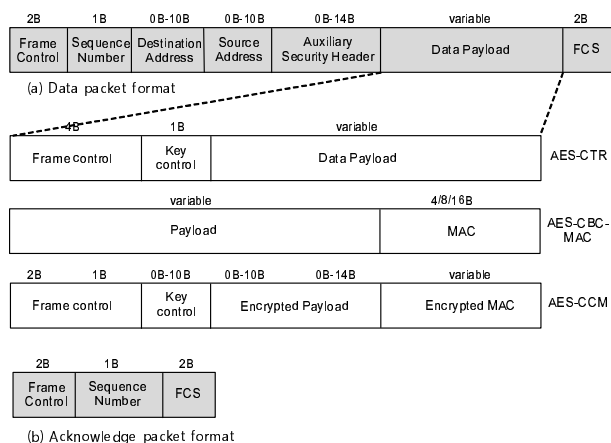 2B 1B 0B-10B 0B-10B 0B-14B variable 2B
Frame Control Sequence Number Destination Address Source Address Auxiliary Security Header Data Payload FCS
(a) Data packet format
4B 1B variable
Frame control Key control Data Payload AES-CTR
variable 4/8/16B
Payload MAC AES-CBC-MAC
2B 1B 0B-10B 0B-10B 0B-14B variable
Frame control Key control Encrypted Payload Encrypted MAC AES-CCM
2B 1B 2B
Frame Control Sequence Number FCS
(b) Acknowledge packet format